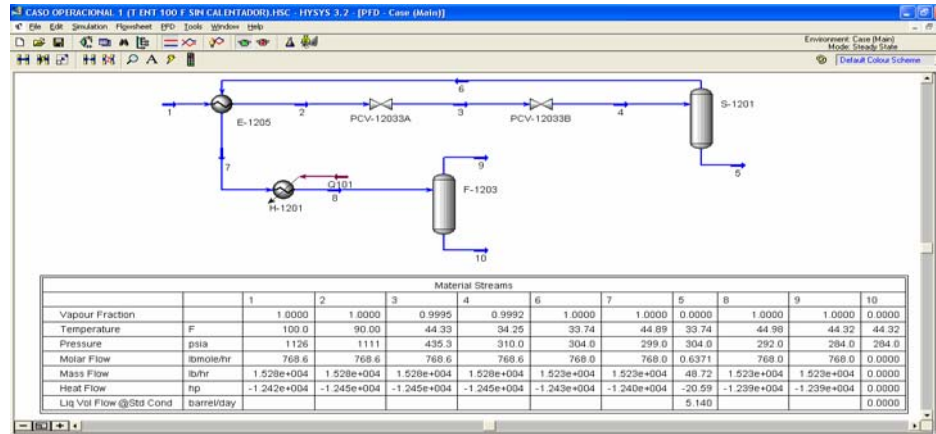 CASO OPERACIONAL 1 (T ENT 100 F SIN CALENTADOR).HSC - HYSYS 3.2 - [PFD - Case (Main)]
File Edit Simulation Flowsheet PFD Tools Window Help
Environment: Case (Main)
Mode: Steady State
Default Colour Scheme
6
1 E-1205 2 PCV-12033A 3 PCV-12033B 4 S-1201
5
7
Q101
H-1201 8 9 F-1203
10
Material Streams
1 2 3 4 6 7 5 8 9 10
Vapour Fraction 1.0000 1.0000 0.9995 0.9992 1.0000 1.0000 0.0000 1.0000 1.0000 0.0000
Temperature F 100.0 90.00 44.33 34.25 33.74 44.89 33.74 44.98 44.32 44.32
Pressure psia 1126 1111 435.3 310.0 304.0 299.0 304.0 292.0 284.0 284.0
Molar Flow lbmole/hr 768.6 768.6 768.6 768.6 768.0 768.0 0.6371 768.0 768.0 0.0000
Mass Flow lb/hr 1.528e+004 1.528e+004 1.528e+004 1.528e+004 1.523e+004 1.523e+004 48.72 1.523e+004 1.523e+004 0.0000
Heat Flow hp -1.242e+004 -1.245e+004 -1.245e+004 -1.245e+004 -1.243e+004 -1.240e+004 -20.59 -1.239e+004 -1.239e+004 0.0000
Liq Vol Flow @Std Cond barrel/day 5.140 0.0000